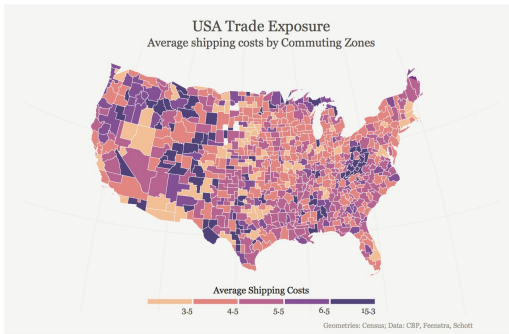 USA Trade Exposure
Average shipping costs by Commuting Zones
Average Shipping Costs
3.5 4.5 5.5 6.5 15.3
Geometries: Census; Data: CBP, Feenstra, Schott